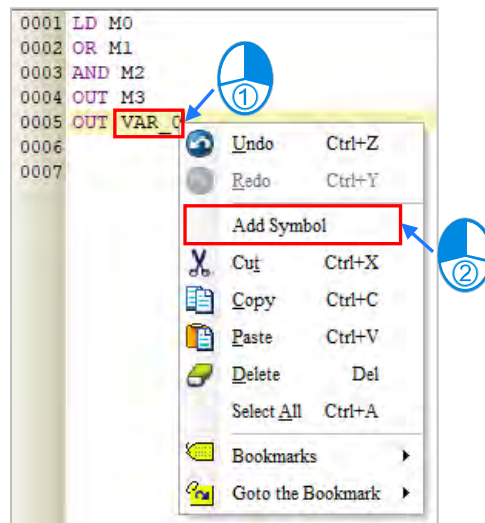 0001 LD M0
0002 OR M1
0003 AND M2
0004 OUT M3
0005 OUT VAR_0
0006
0007
①
Undo Ctrl+Z
Redo Ctrl+Y
Add Symbol
②
Cut Ctrl+X
Copy Ctrl+C
Paste Ctrl+V
Delete Del
Select All Ctrl+A
Bookmarks
Goto the Bookmark